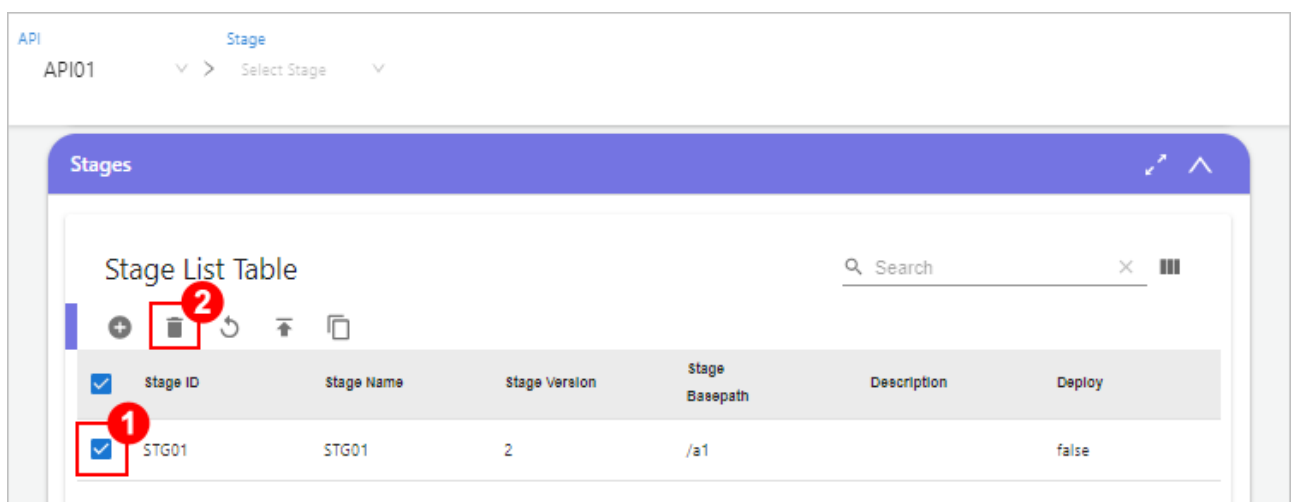 API Stage
API01 > Select Stage
Stages
Stage List Table
Search
2
Stage ID Stage Name Stage Version Stage Basepath Description Deploy
1
STG01 STG01 2 /a1 false